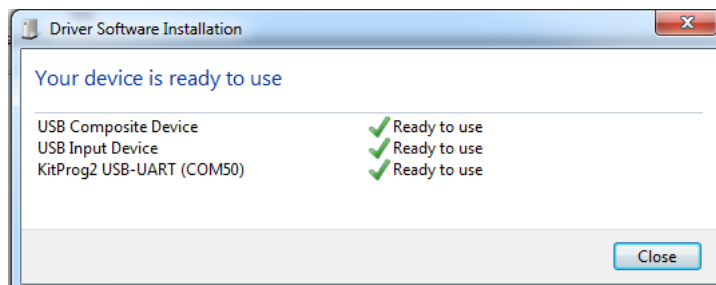 Driver Software Installation
Your device is ready to use
USB Composite Device Ready to use
USB Input Device Ready to use
KitProg2 USB-UART (COM50) Ready to use
Close